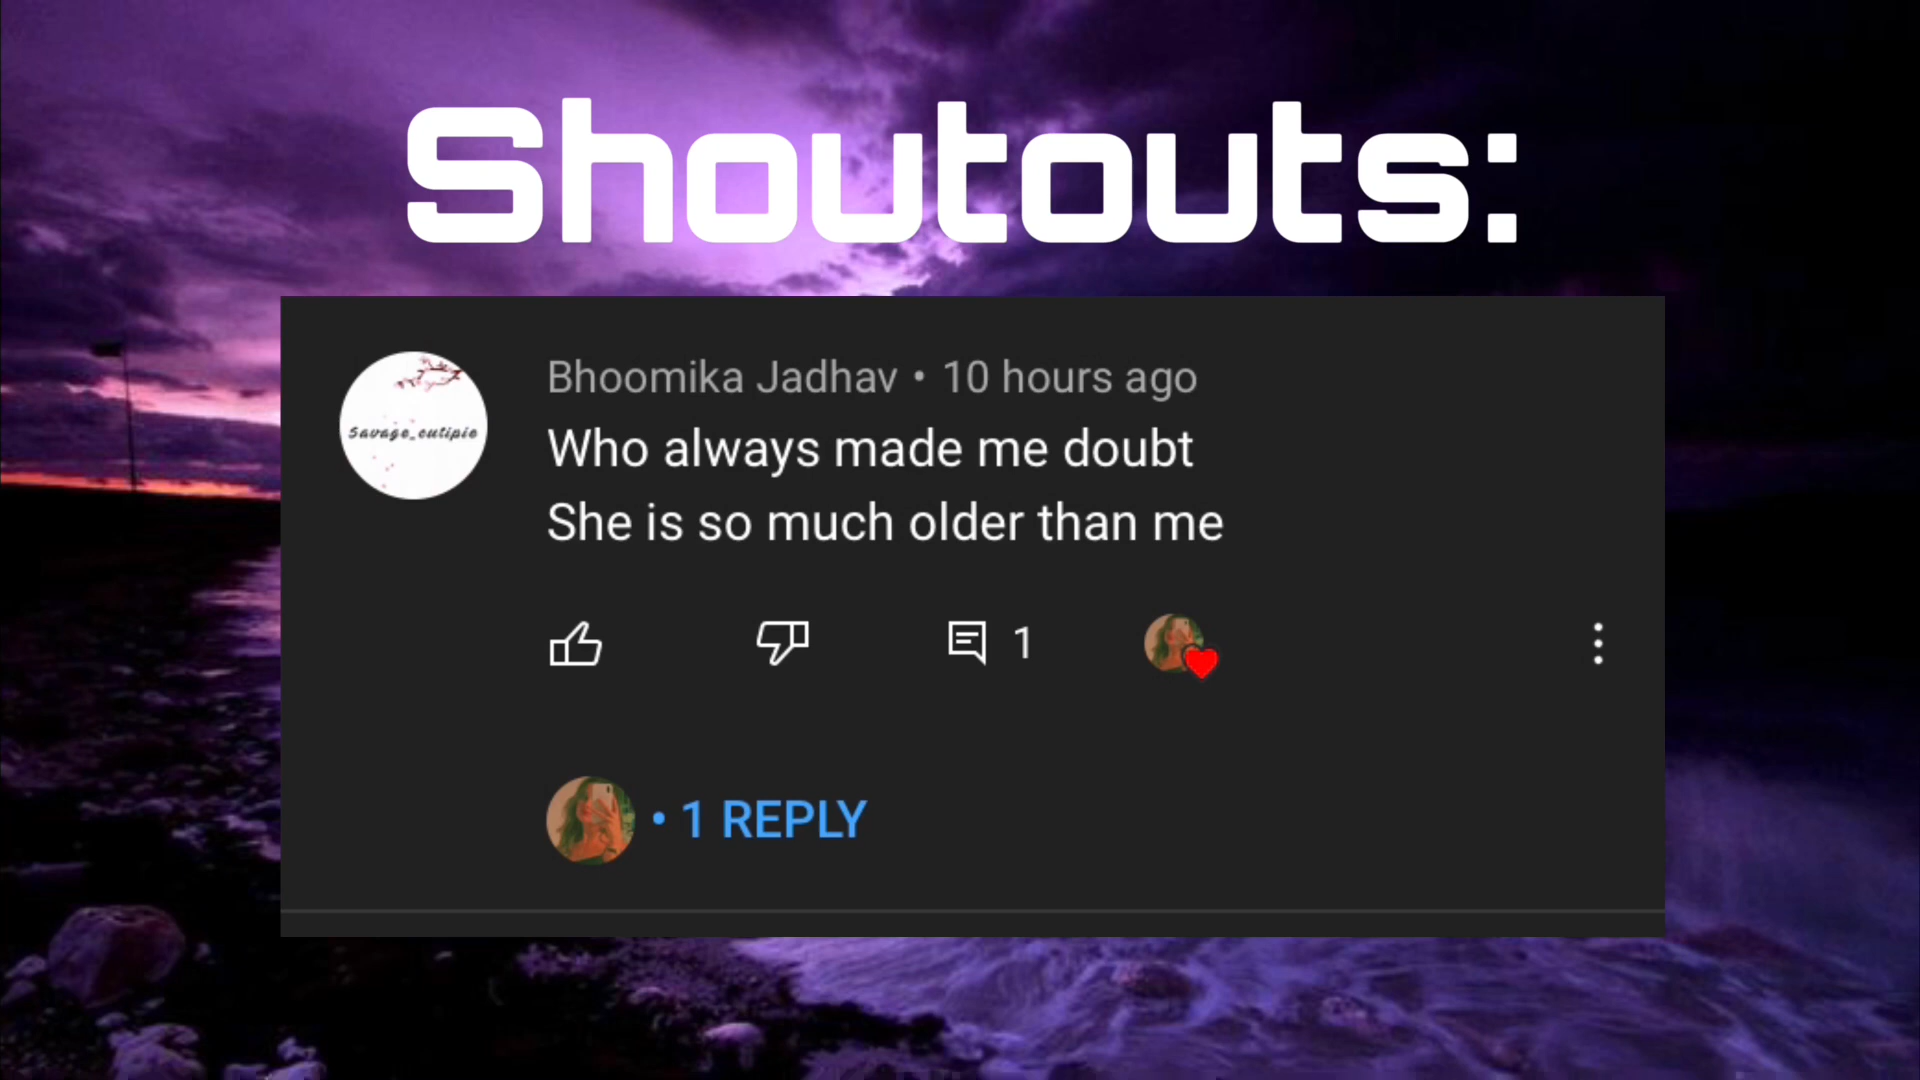 Shoutouts:
Savage_cutipie
Bhoomika Jadhav • 10 hours ago
Who always made me doubt
She is so much older than me
1
• 1 REPLY